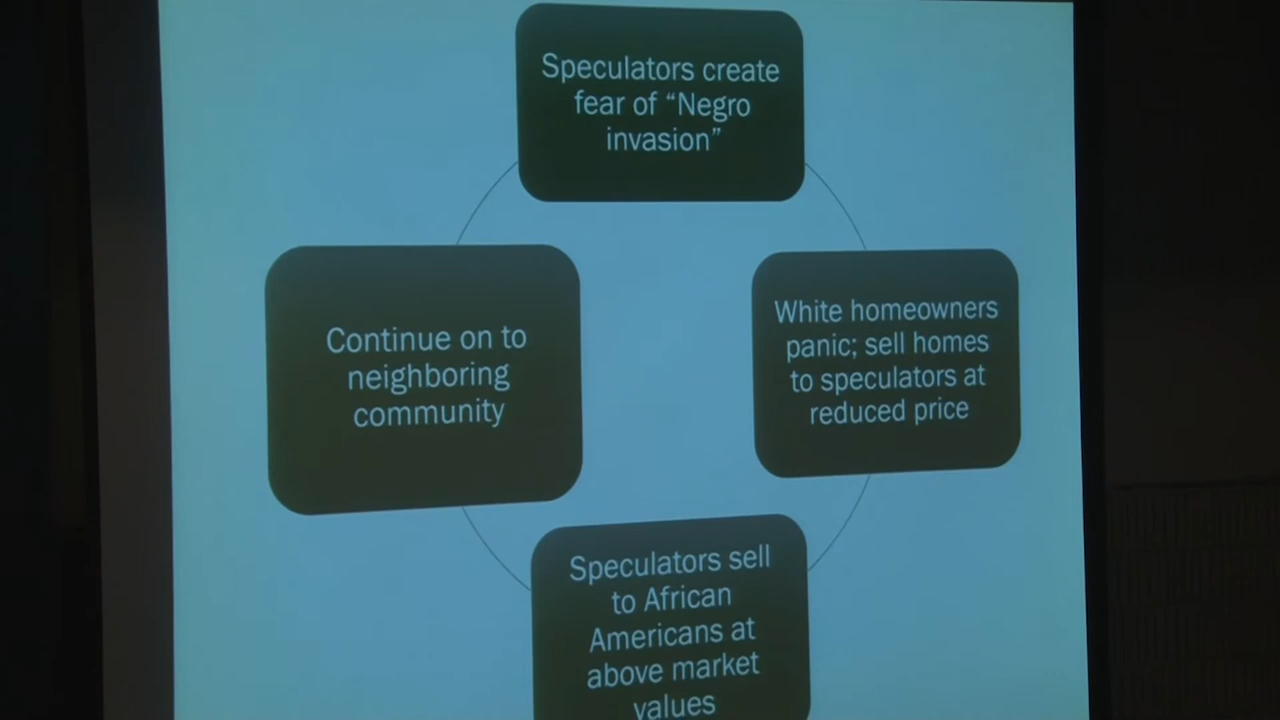 Speculators create
fear of “Negro
invasion”
White homeowners
panic; sell homes
to speculators at
reduced price
Speculators sell
to African
Americans at
above market
values
Continue on to
neighboring
community